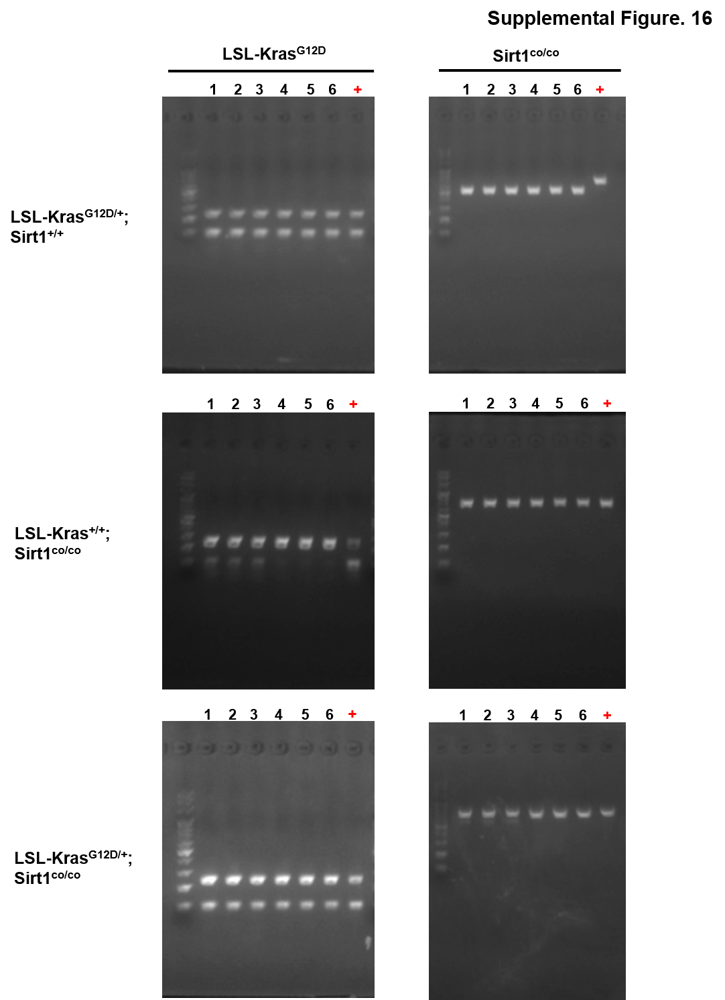 Supplemental Figure. 16
LSL-KrasG12D
Sirt1co/co
1 2 3 4 5 6 +
1 2 3 4 5 6 +
LSL-KrasG12D/+;
Sirt1+/+
1 2 3 4 5 6 +
1 2 3 4 5 6 +
LSL-Kras+/+;
Sirt1co/co
1 2 3 4 5 6 +
1 2 3 4 5 6 +
LSL-KrasG12D/+;
Sirt1co/co